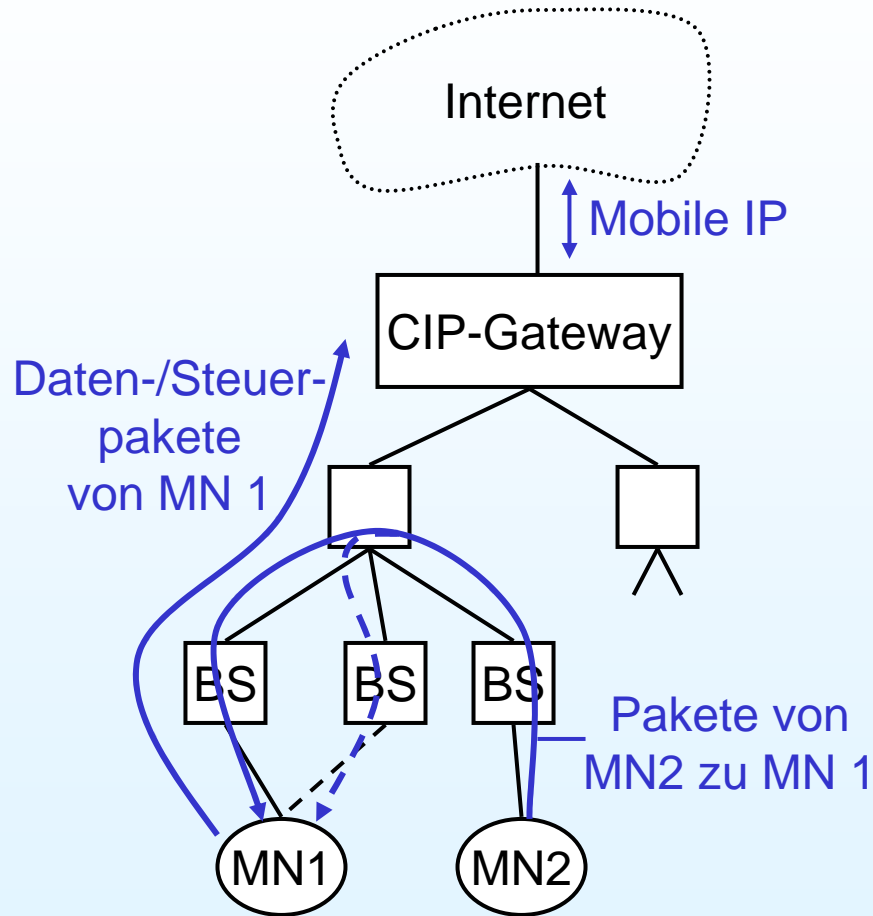 Internet
Mobile IP
CIP-Gateway
Daten-/Steuer-
pakete
von MN 1
BS
BS
BS
Pakete von
MN2 zu MN 1
MN1
MN2